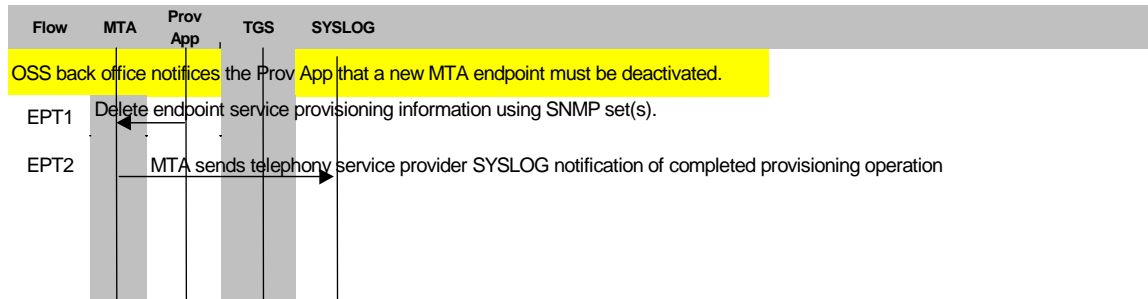 Flow MTA Prov App TGS SYSLOG
OSS back office notifices the Prov App that a new MTA endpoint must be deactivated.
EPT1 Delete endpoint service provisioning information using SNMP set(s).
EPT2 MTA sends telephony service provider SYSLOG notification of completed provisioning operation